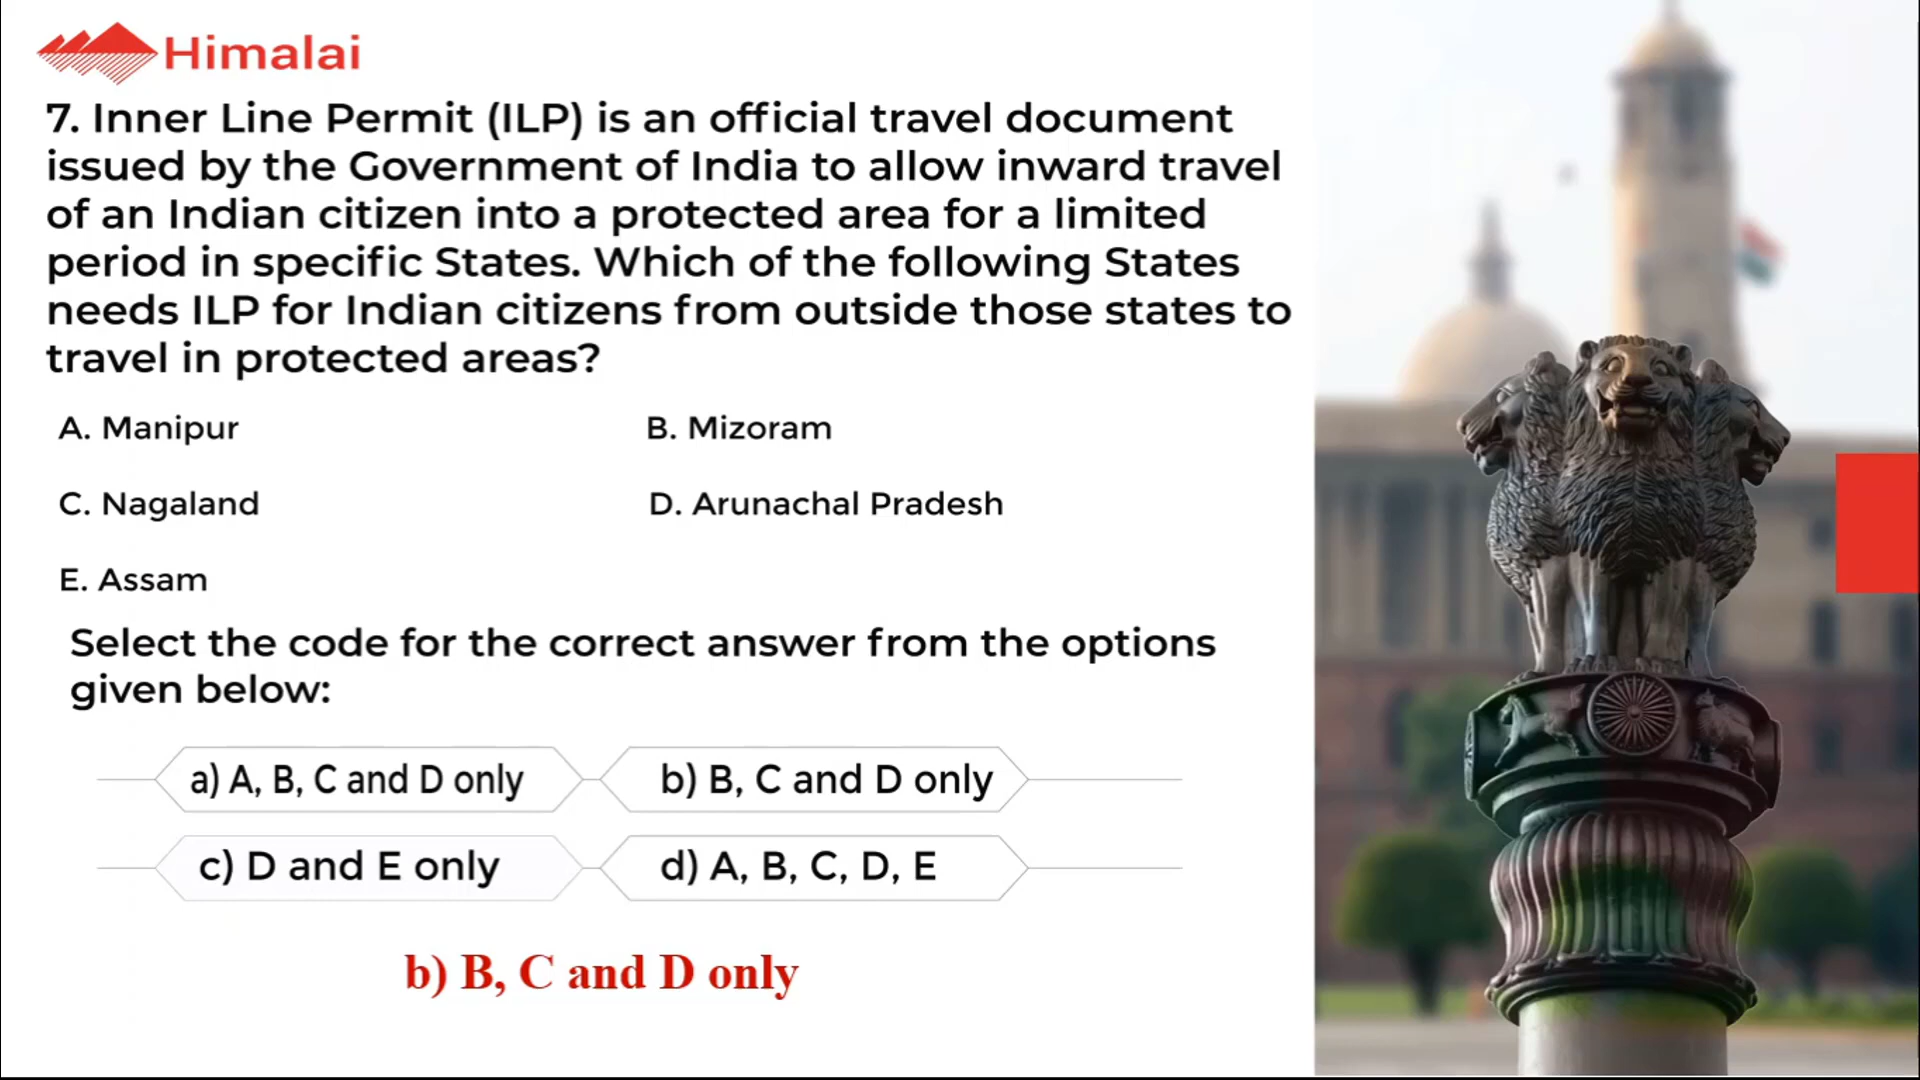 Himalai
7. Inner Line Permit (ILP) is an official travel document
issued by the Government of India to allow inward travel
of an Indian citizen into a protected area for a limited
period in specific States. Which of the following States
needs ILP for Indian citizens from outside those states to
travel in protected areas?
A. Manipur
B. Mizoram
C. Nagaland
D. Arunachal Pradesh
E. Assam
Select the code for the correct answer from the options
given below:
a) A, B, C and D only
b) B, C and D only
c) D and E only
d) A, B, C, D, E
b) B, C and D only